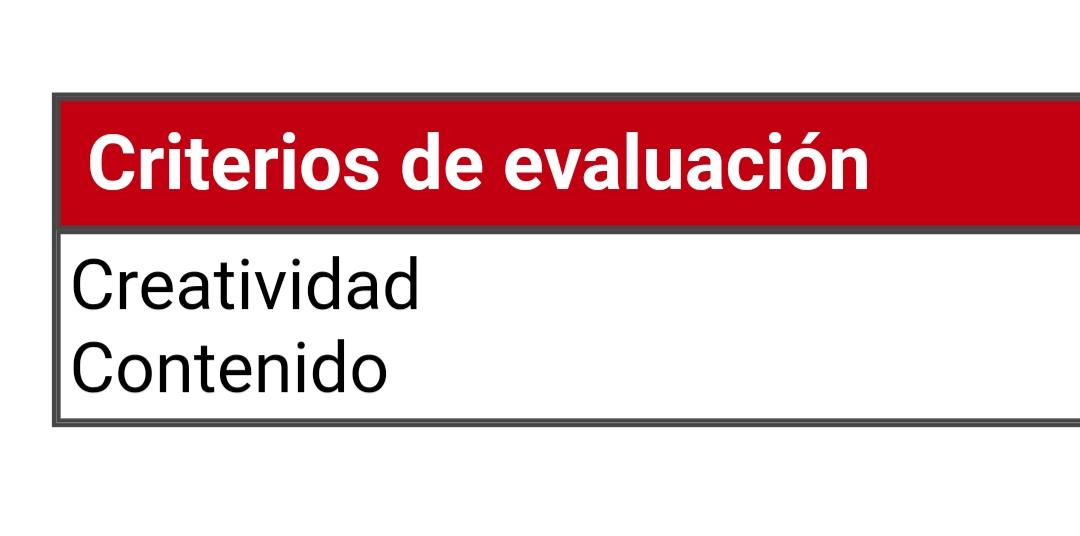 Criterios de evaluación
Creatividad
Contenido